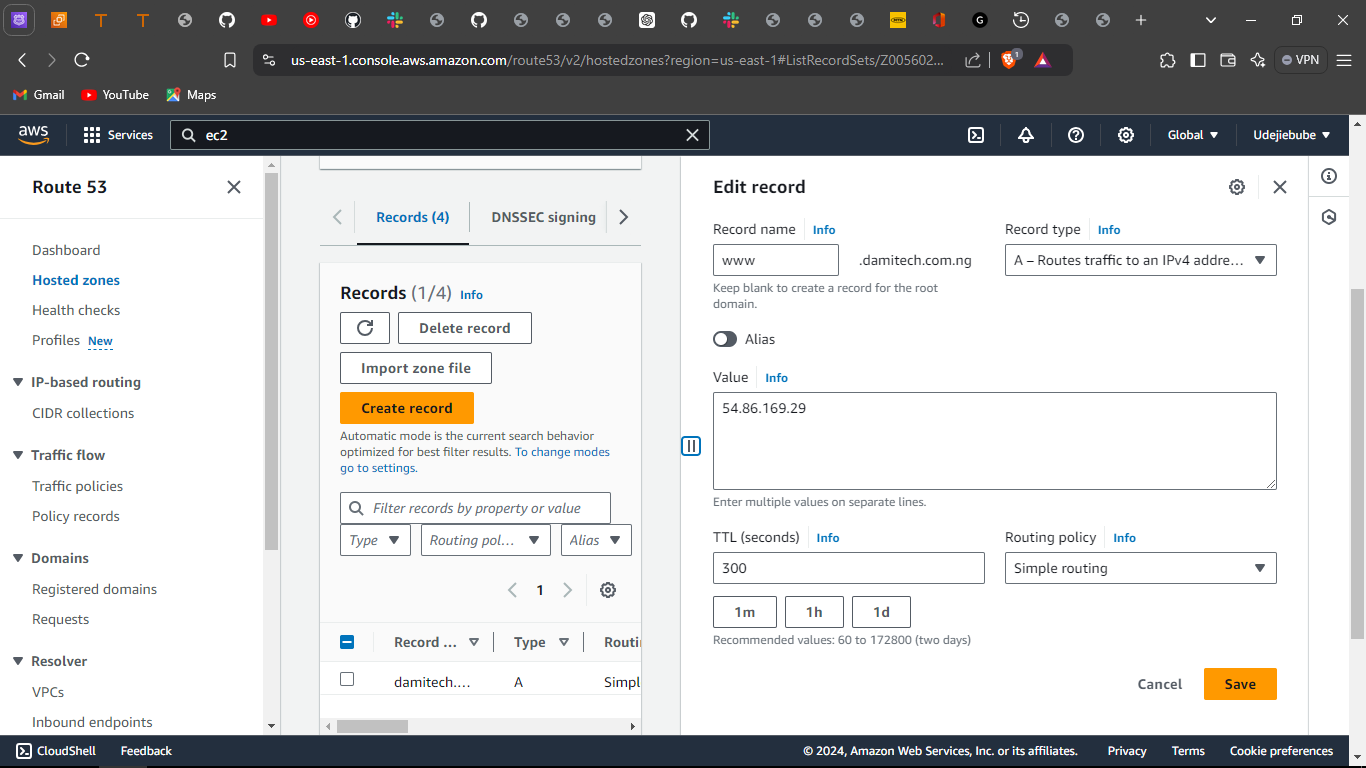 us-east-1.console.aws.amazon.com/route53/v2/hostedzones?region=us-east-1#ListRecordSets/Z005602...
1
VPN
Gmail
YouTube
Maps
aws
Services
ec2
Global
Udejiebube
Route 53
Dashboard
Hosted zones
Health checks
Profiles New
IP-based routing
CIDR collections
Traffic flow
Traffic policies
Policy records
Domains
Registered domains
Requests
Resolver
VPCs
Inbound endpoints
Records (4)
DNSSEC signing
Records (1/4) Info
Delete record
Import zone file
Create record
Automatic mode is the current search behavior
optimized for best filter results. To change modes
go to settings.
Filter records by property or value
Type
Routing pol...
Alias
1
Record ...
Type
Routi
damitech....
A
Simpl
Edit record
Record name Info
www
.damitech.com.ng
Keep blank to create a record for the root
domain.
Record type Info
A – Routes traffic to an IPv4 addre...
Alias
Value Info
54.86.169.29
Enter multiple values on separate lines.
TTL (seconds) Info
300
1m
1h
1d
Recommended values: 60 to 172800 (two days)
Routing policy Info
Simple routing
Cancel
Save
CloudShell
Feedback
© 2024, Amazon Web Services, Inc. or its affiliates.
Privacy
Terms
Cookie preferences